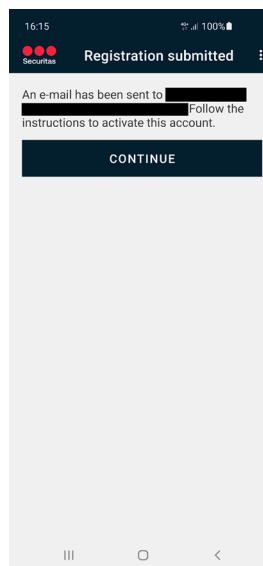 16:15
4G+ 100%
Securitas
Registration submitted
An e-mail has been sent to
Follow the
instructions to activate this account.
CONTINUE